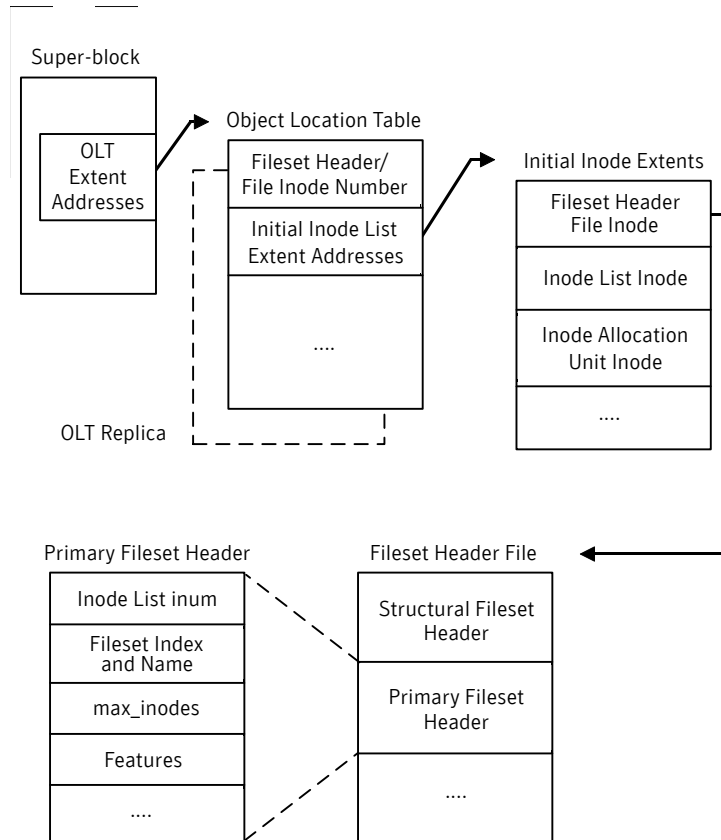 Super-block
OLT
Extent
Addresses
Object Location Table
Fileset Header/
File Inode Number
Initial Inode List
Extent Addresses
....
OLT Replica
Initial Inode Extents
Fileset Header
File Inode
Inode List Inode
Inode Allocation
Unit Inode
....
Primary Fileset Header
Inode List inum
Fileset Index
and Name
max_inodes
Features
....
Fileset Header File
Structural Fileset
Header
Primary Fileset
Header
....